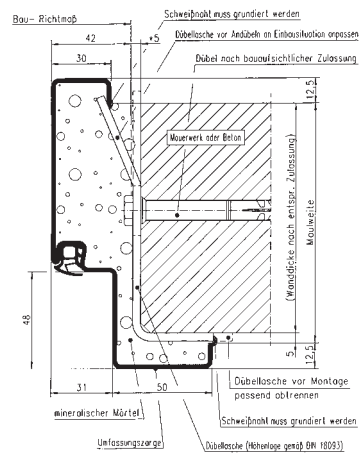 Bau- Richtmaß
Schweißnaht muss grundiert werden
42
*5
Dübellasche vor Andübeln an Einbausituation anpassen
30
Dübel nach bauaufsichtlicher Zulassung
12,5
Mauerwerk oder Beton
(Wanddicke nach entspr. Zulassung)
Maulweite
48
5
12,5
31
50
Dübellasche vor Montage
passend abtrennen
mineralischer Mörtel
Schweißnaht muss grundiert werden
Umfassungszarge
Dübellasche (Höhenlage gemäß DIN 18093)